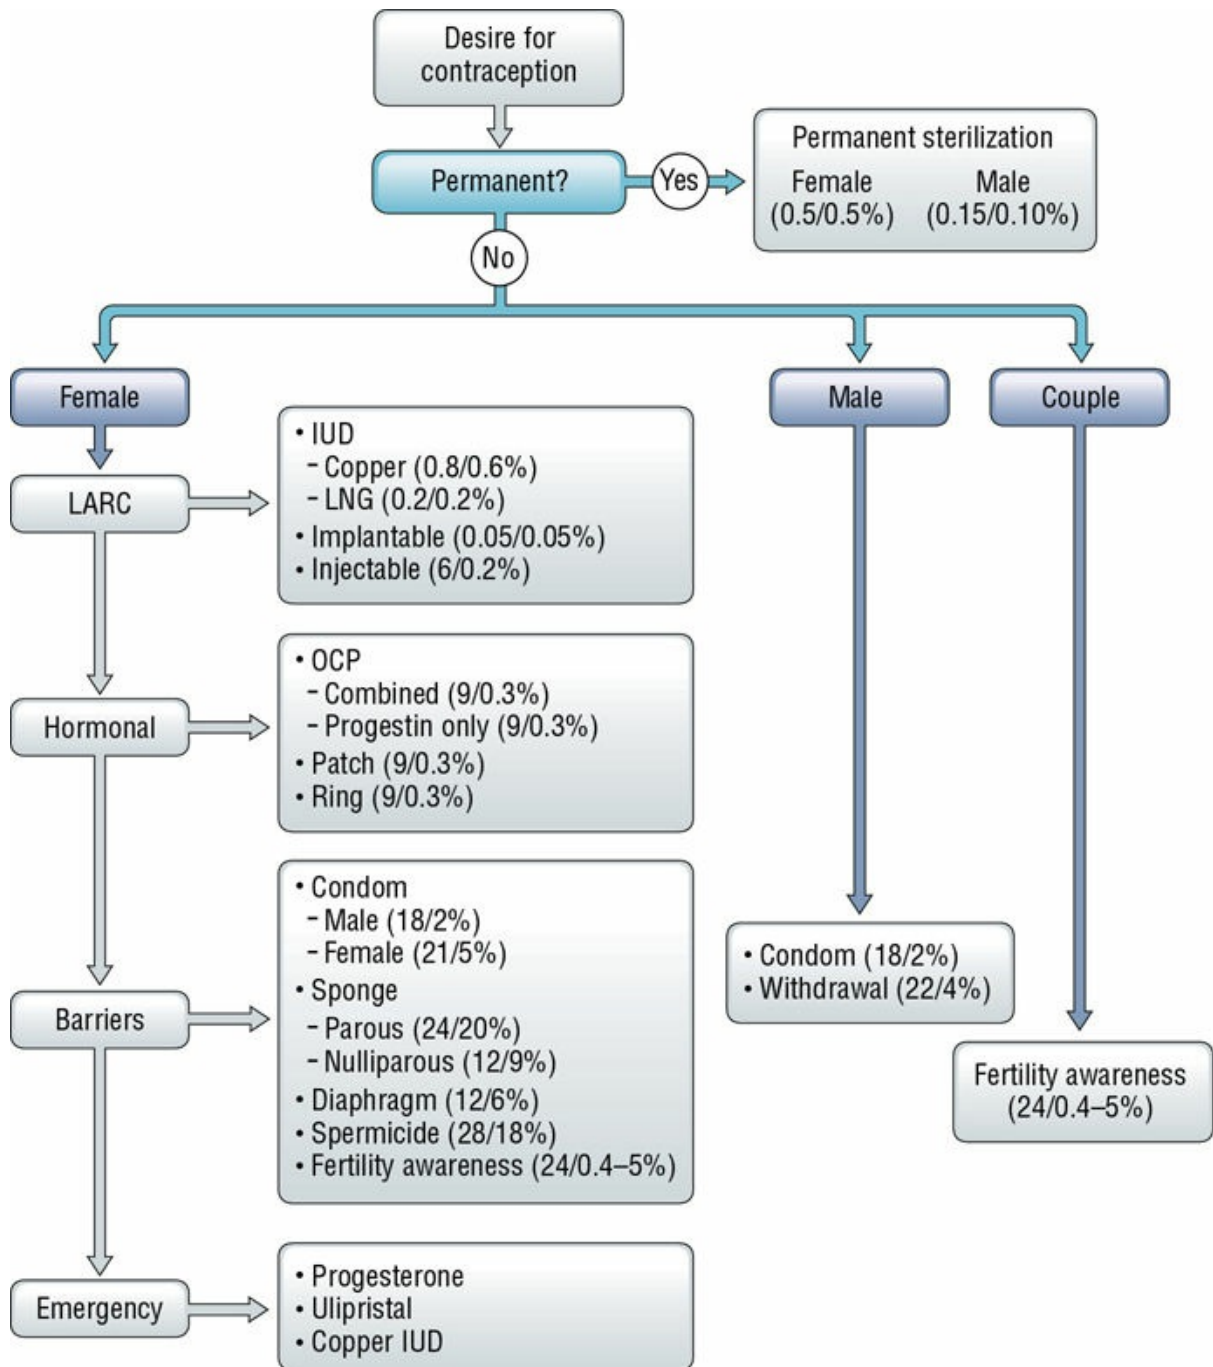 Desire for
contraception
Permanent?
Yes
Permanent sterilization
Female Male
(0.5/0.5%) (0.15/0.10%)
No
Female
Male
Couple
LARC
• IUD
– Copper (0.8/0.6%)
– LNG (0.2/0.2%)
• Implantable (0.05/0.05%)
• Injectable (6/0.2%)
Hormonal
• OCP
– Combined (9/0.3%)
– Progestin only (9/0.3%)
• Patch (9/0.3%)
• Ring (9/0.3%)
Barriers
• Condom
– Male (18/2%)
– Female (21/5%)
• Sponge
– Parous (24/20%)
– Nulliparous (12/9%)
• Diaphragm (12/6%)
• Spermicide (28/18%)
• Fertility awareness (24/0.4–5%)
• Condom (18/2%)
• Withdrawal (22/4%)
Fertility awareness
(24/0.4–5%)
Emergency
• Progesterone
• Ulipristal
• Copper IUD